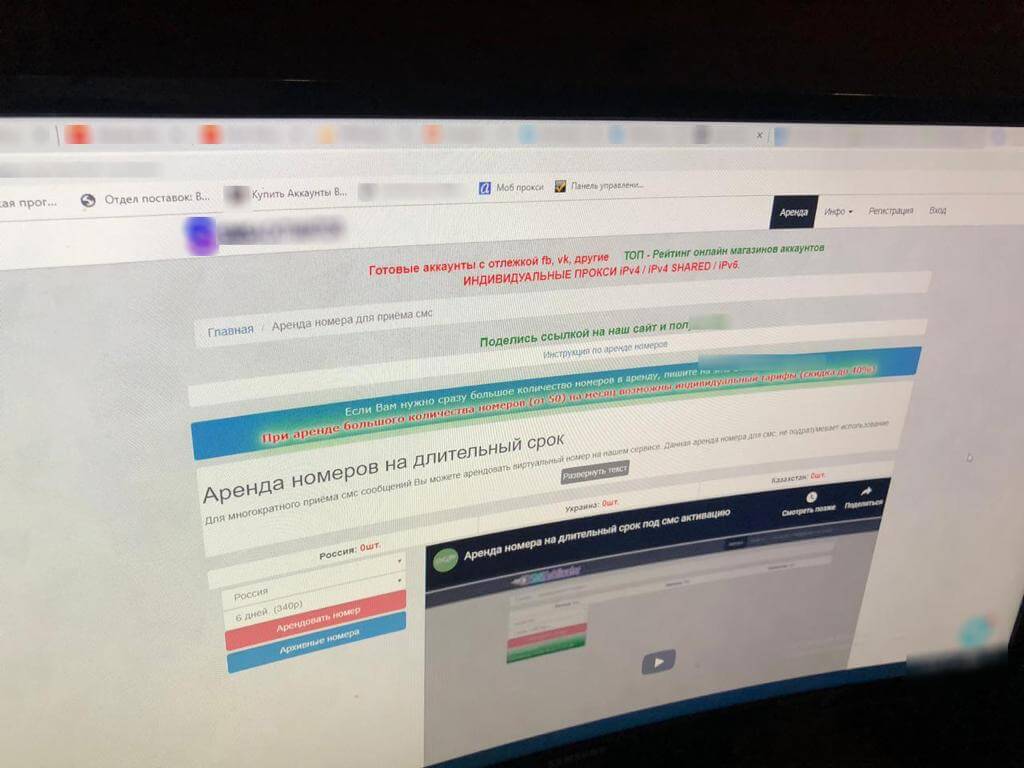 кая прог...
Отдел поставок: В...
Купить Аккаунты В...
Моб прокси
Панель управлени...
Аренда
Инфо
Регистрация
Вход
Готовые аккаунты с отлежкой fb, vk, другие
ТОП - Рейтинг онлайн магазинов аккаунтов
ИНДИВИДУАЛЬНЫЕ ПРОКСИ IPv4 / IPv4 SHARED / IPv6.
Главная / Аренда номера для приёма смс
Поделись ссылкой на наш сайт и пол
Инструкция по аренде номеров
Если Вам нужно сразу большое количество номеров в аренду, пишите на
При аренде большого количества номеров (от 50) на месяц возможны индивидуальный тарифы (скидка до 40%)
Аренда номеров на длительный срок
Для многократного приёма смс сообщений Вы можете арендовать виртуальный номер на нашем сервисе. Данная аренда номера для смс, не подразумевает использование
Развернуть текст
Россия: 0шт.
Украина: 0шт.
Казахстан: 0шт.
Россия
6 дней. (340р)
Арендовать номер
Архивные номера
Аренда номера на длительный срок под смс активацию
Смотреть позже
Поделиться